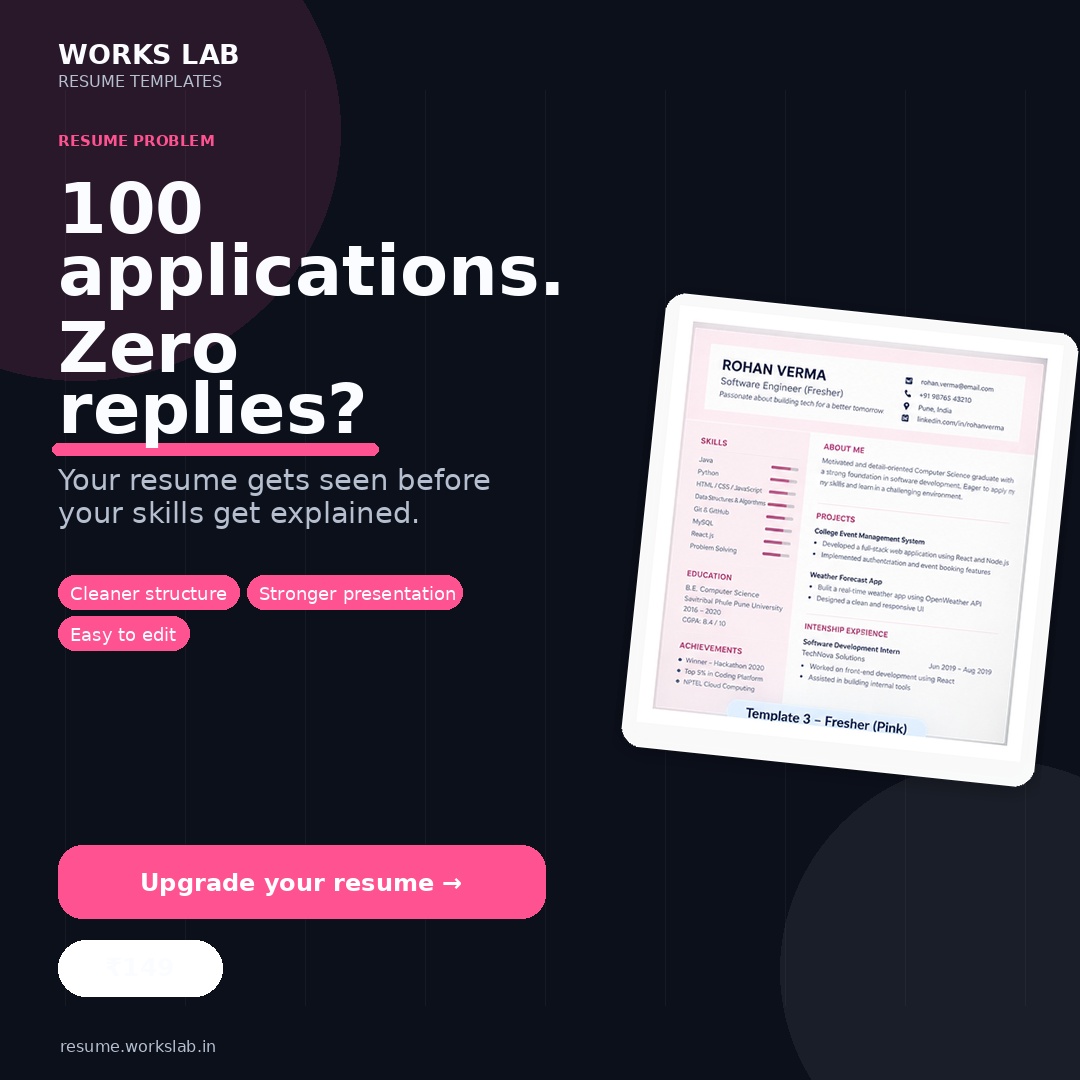 WORKS LAB
RESUME TEMPLATES
RESUME PROBLEM
100
applications.
Zero
replies?
Your resume gets seen before
your skills get explained.
Cleaner structure
Stronger presentation
Easy to edit
ROHAN VERMA
Software Engineer (Fresher)
Passionate about building tech for a better tomorrow
rohan.verma@email.com
+91 98765 43210
Pune, India
linkedin.com/in/rohanverma
SKILLS
Java
Python
HTML / CSS / JavaScript
Data Structures & Algorithms
Git & GitHub
MySQL
React.js
Problem Solving
EDUCATION
B.E. Computer Science
Savitribai Phule Pune University
2016 – 2020
CGPA: 8.4 / 10
ACHIEVEMENTS
Winner – Hackathon 2020
Top 5% in Coding Platform
NPTEL Cloud Computing
ABOUT ME
Motivated and detail-oriented Computer Science graduate with
a strong foundation in software development. Eager to apply my
ny skills and learn in a challenging environment.
PROJECTS
College Event Management System
Developed a full-stack web application using React and Node.js
Implemented authentication and event booking features
Weather Forecast App
Built a real-time weather app using OpenWeather API
Designed a clean and responsive UI
INTERNSHIP EXPSIENCE
Software Development Intern
TechNova Solutions
Jun 2019 – Aug 2019
Worked on front-end development using React
Assisted in building internal tools
Template 3 – Fresher (Pink)
Upgrade your resume →
₹149
resume.workslab.in